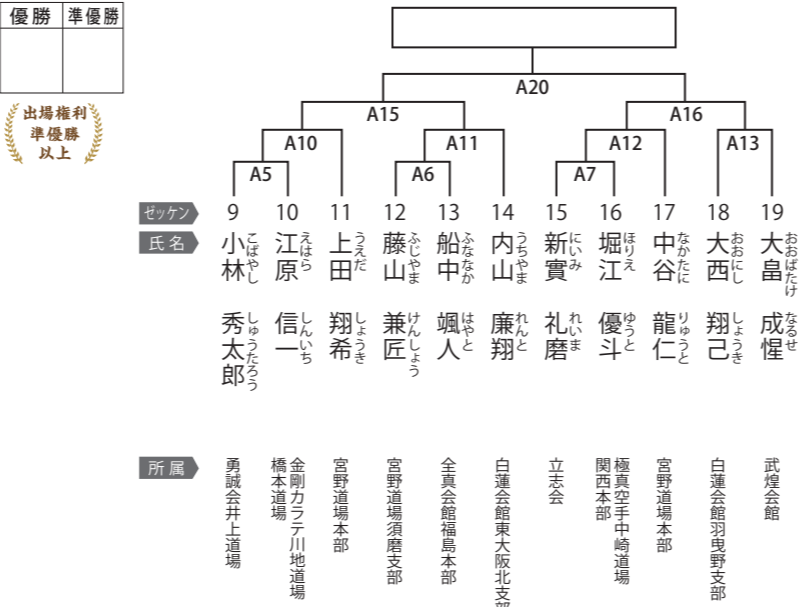 優勝 準優勝
出場権利
準優勝
以上
A20
A15 A16
A10 A11 A12 A13
A5 A6 A7
ゼッケン 9 10 11 12 13 14 15 16 17 18 19
氏名
小林 秀太郎
こばやし しゅうたろう
江原 信一
えはら しんいち
上田 翔希
うえだ しょうき
藤山 兼匠
ふじやま けんしょう
船中 颯人
ふななか はやと
内山 廉翔
うちやま れんと
新實 礼磨
にいみ れいま
堀江 優斗
ほりえ ゆうと
中谷 龍仁
なかたに りゅうと
大西 翔己
おおにし しょうき
大畠 成惺
おおばたけ なるせ
所属
勇誠会井上道場
金剛カラテ川地道場
橋本道場
宮野道場本部
宮野道場須磨支部
全真会館福島本部
白蓮会館東大阪北支部
立志会
極真空手中崎道場
関西本部
宮野道場本部
白蓮会館羽曳野支部
武煌会館